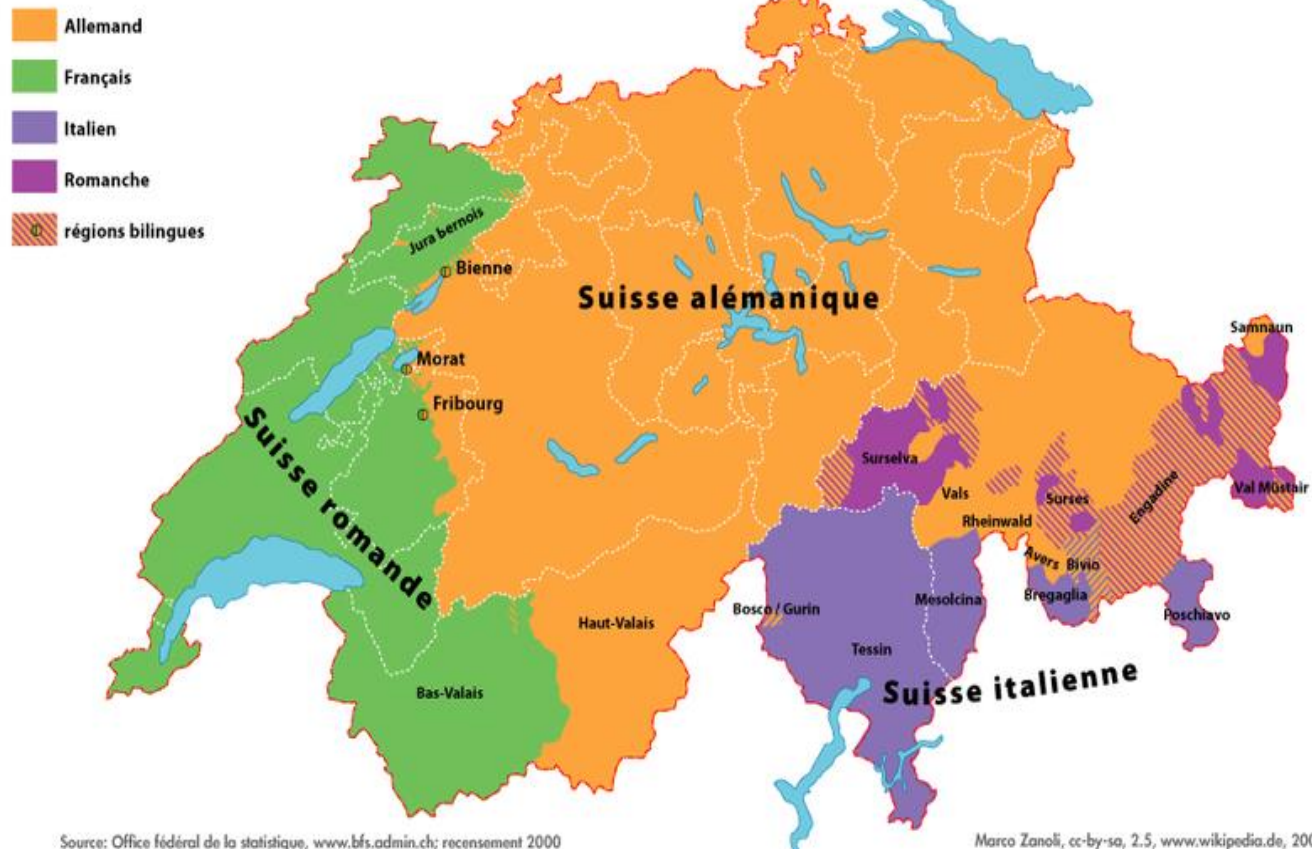 Allemand
Français
Italien
Romanche
régions bilingues
Jura bernois
Bienne
Suisse alémanique
Samnaun
Morat
Fribourg
Suisse romande
Surselva
Vals
Surses
Engadine
Val Müstair
Rheinwald
Avers
Bivio
Bregaglia
Mesolcina
Bosco / Gurin
Poschiavo
Haut-Valais
Tessin
Bas-Valais
Suisse italienne
Source: Office fédéral de la statistique, www.bfs.admin.ch; recensement 2000
Marco Zanoli, cc-by-sa, 2.5, www.wikipedia.de,